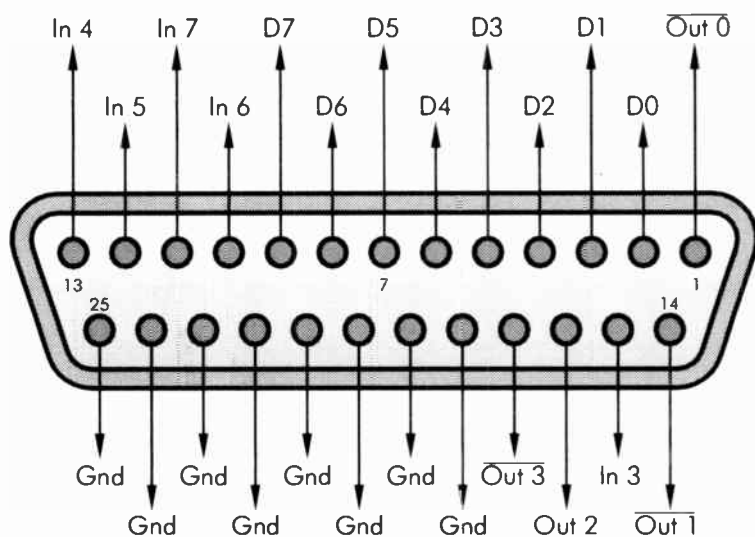 In 4 In 7 D7 D5 D3 D1 Out 0
In 5 In 6 D6 D4 D2 D0
13 7 1
25 14
Gnd Gnd Gnd Gnd Out 3 In 3
Gnd Gnd Gnd Gnd Out 2 Out 1